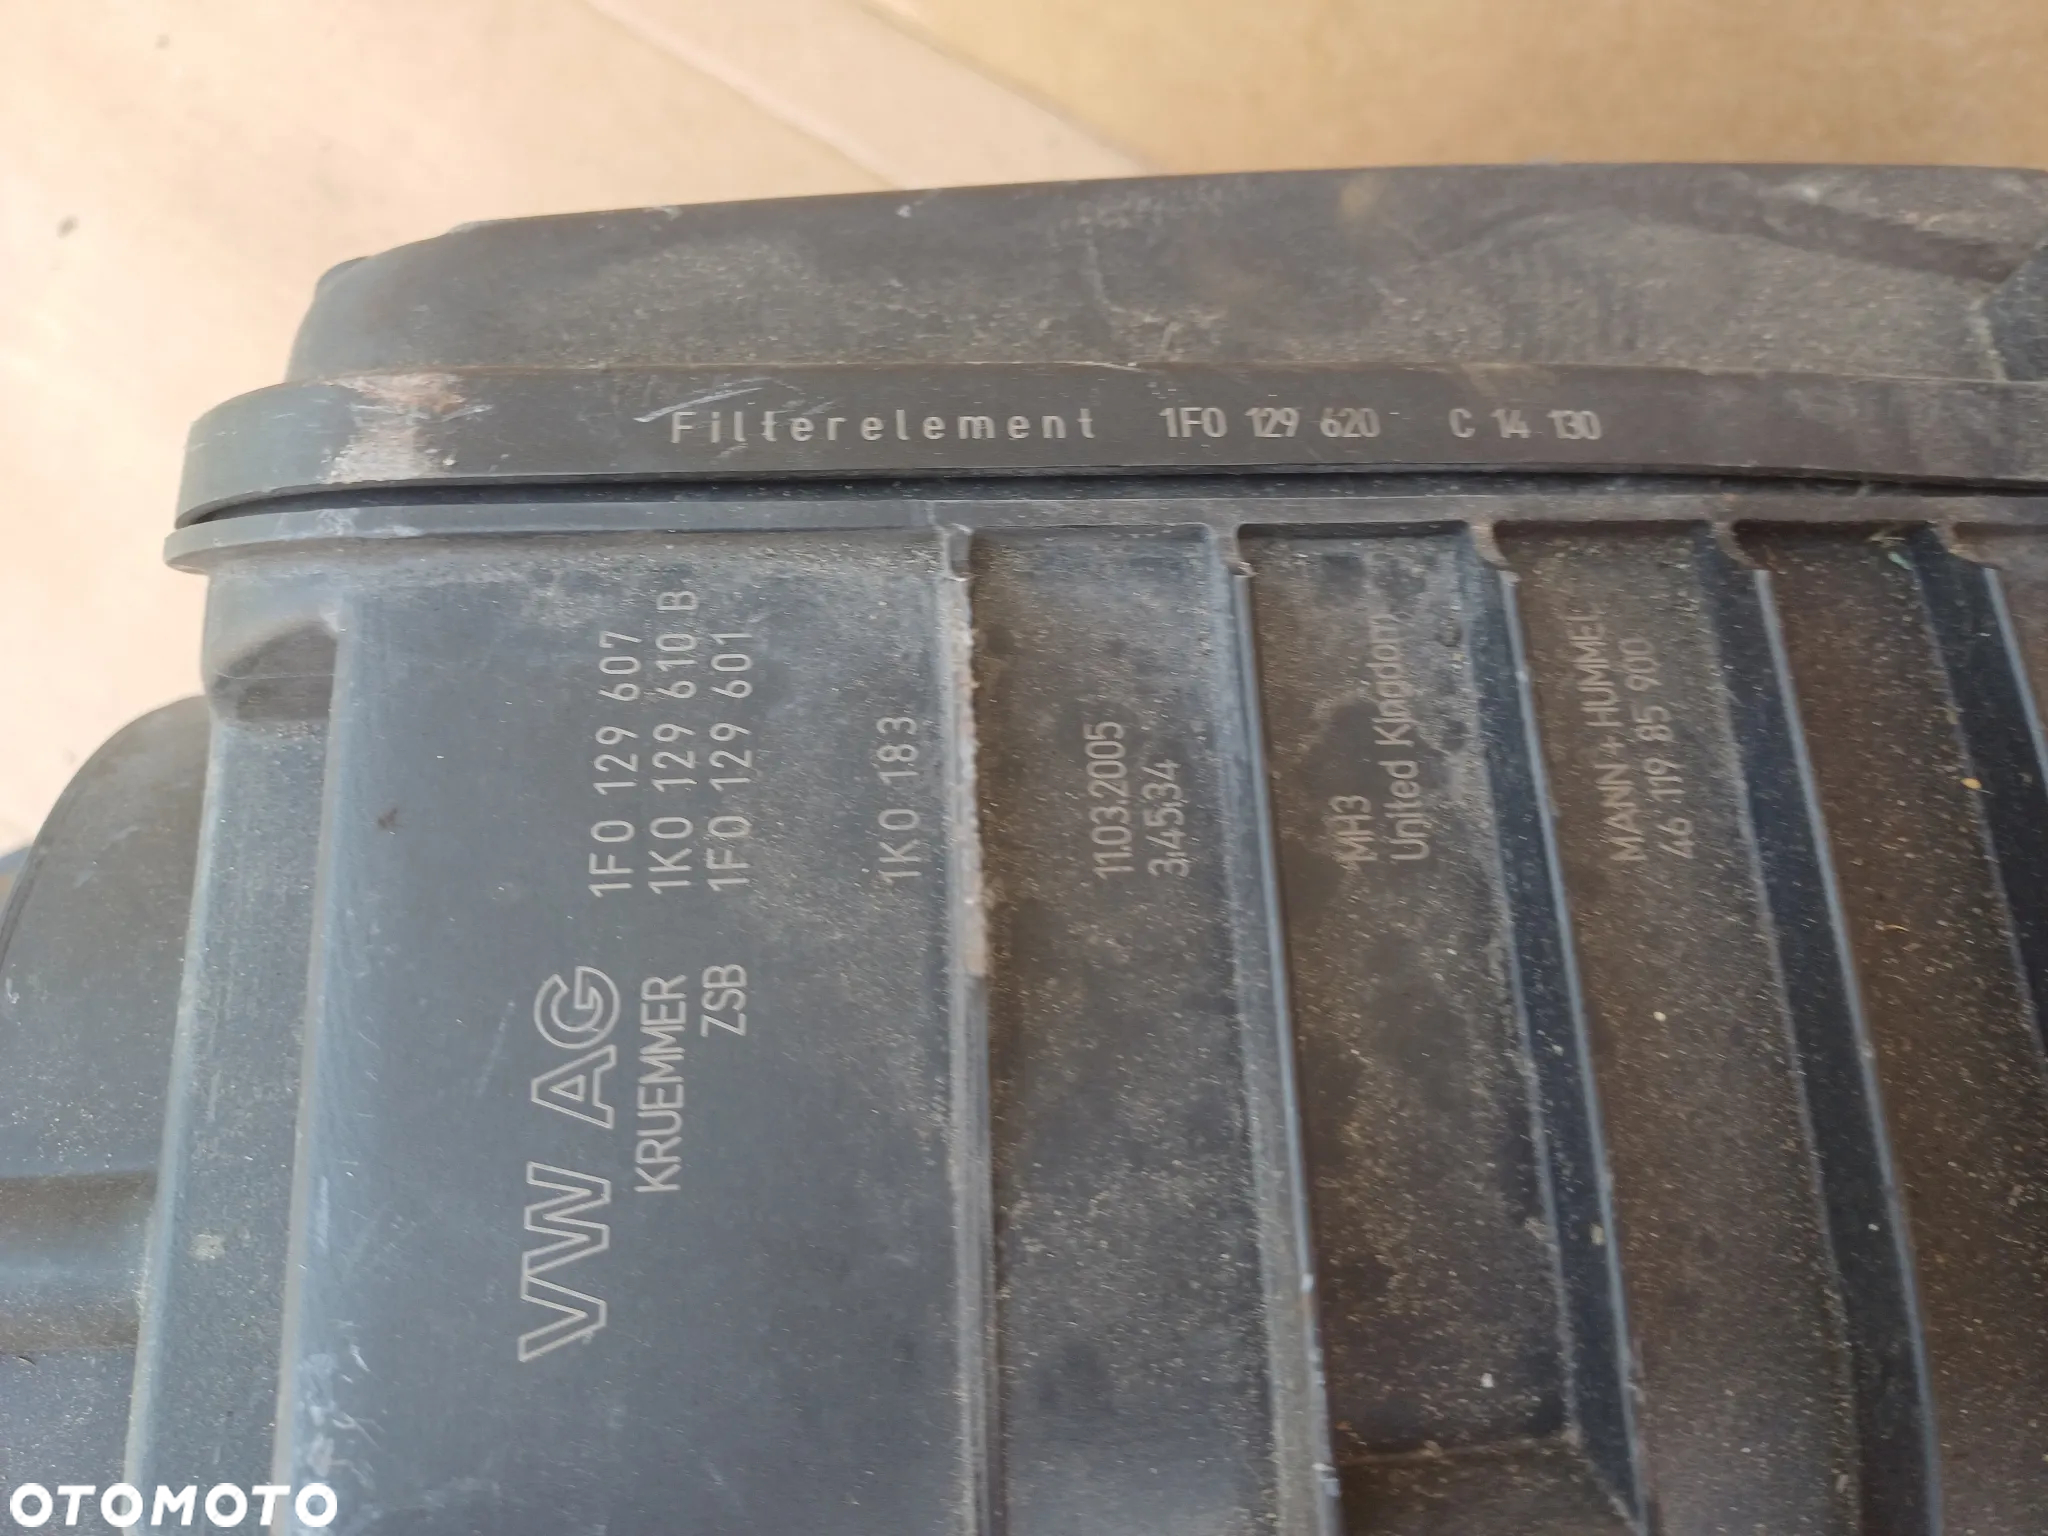 Filterelement 1F0 129 620 C 14 130
VW AG 1F0 129 607
KRUEMMER 1K0 129 610 B
ZSB 1F0 129 601
1K0 183
11.03.2005
3:45:34
MH3
United Kingdom
MANN + HUMMEL
46 119 85 900
OTOMOTO